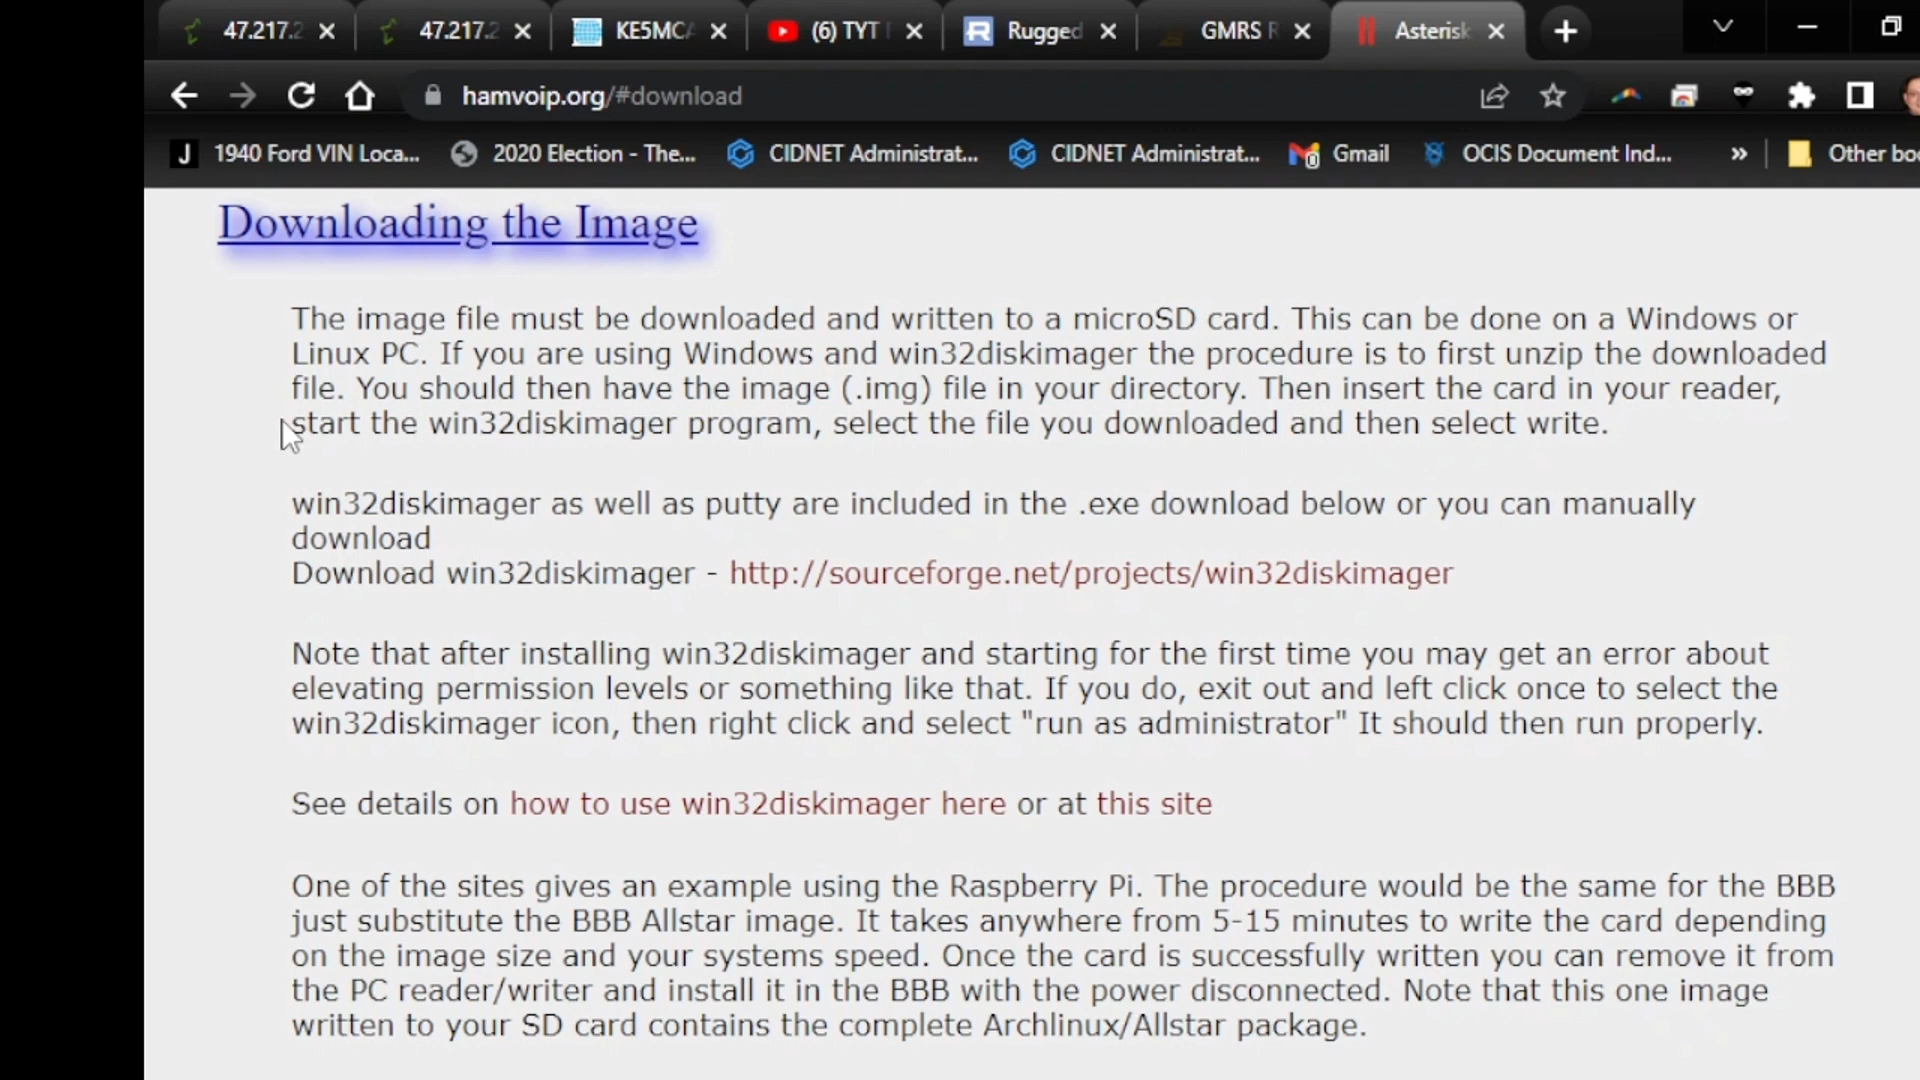 47.217.2
47.217.2
KE5MCA
(6) TYT
Rugged
GMRS R
Asterisk
hamvoip.org/#download
J
1940 Ford VIN Loca...
2020 Election - The...
CIDNET Administrat...
CIDNET Administrat...
0
Gmail
OCIS Document Ind...
»
Other boo
Downloading the Image
The image file must be downloaded and written to a microSD card. This can be done on a Windows or
Linux PC. If you are using Windows and win32diskimager the procedure is to first unzip the downloaded
file. You should then have the image (.img) file in your directory. Then insert the card in your reader,
start the win32diskimager program, select the file you downloaded and then select write.
win32diskimager as well as putty are included in the .exe download below or you can manually
download
Download win32diskimager - http://sourceforge.net/projects/win32diskimager
Note that after installing win32diskimager and starting for the first time you may get an error about
elevating permission levels or something like that. If you do, exit out and left click once to select the
win32diskimager icon, then right click and select "run as administrator" It should then run properly.
See details on how to use win32diskimager here or at this site
One of the sites gives an example using the Raspberry Pi. The procedure would be the same for the BBB
just substitute the BBB Allstar image. It takes anywhere from 5-15 minutes to write the card depending
on the image size and your systems speed. Once the card is successfully written you can remove it from
the PC reader/writer and install it in the BBB with the power disconnected. Note that this one image
written to your SD card contains the complete Archlinux/Allstar package.